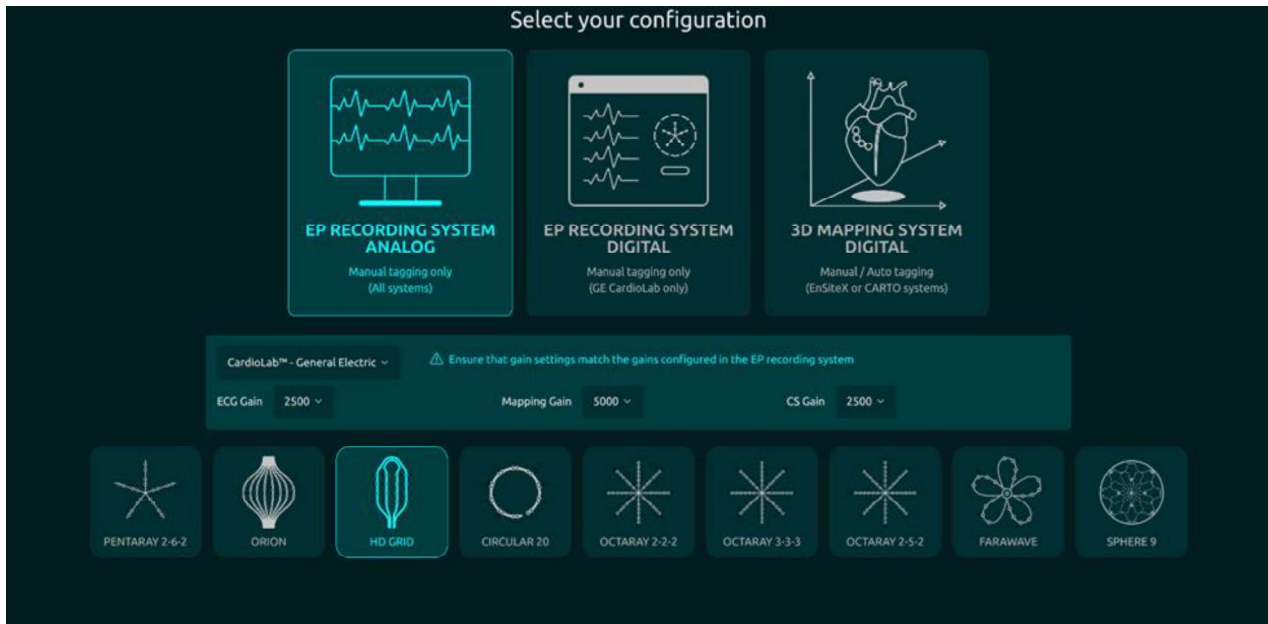 Select your configuration
EP RECORDING SYSTEM
ANALOG
Manual tagging only
(All systems)
EP RECORDING SYSTEM
DIGITAL
Manual tagging only
(GE CardioLab only)
3D MAPPING SYSTEM
DIGITAL
Manual / Auto tagging
(EnSiteX or CARTO systems)
CardioLab™ - General Electric
⚠ Ensure that gain settings match the gains configured in the EP recording system
ECG Gain 2500
Mapping Gain 5000
CS Gain 2500
PENTARAY 2-6-2
ORION
HD GRID
CIRCULAR 20
OCTARAY 2-2-2
OCTARAY 3-3-3
OCTARAY 2-5-2
FARAWAVE
SPHERE 9